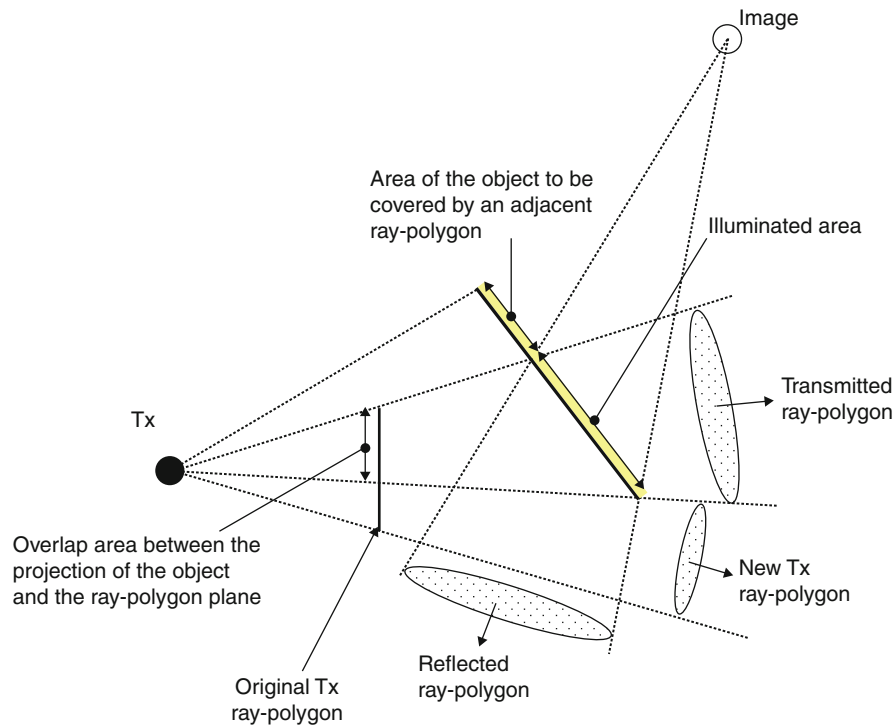 Image
Area of the object to be
covered by an adjacent
ray-polygon
Illuminated area
Transmitted
ray-polygon
Tx
Overlap area between the
projection of the object
and the ray-polygon plane
New Tx
ray-polygon
Reflected
ray-polygon
Original Tx
ray-polygon